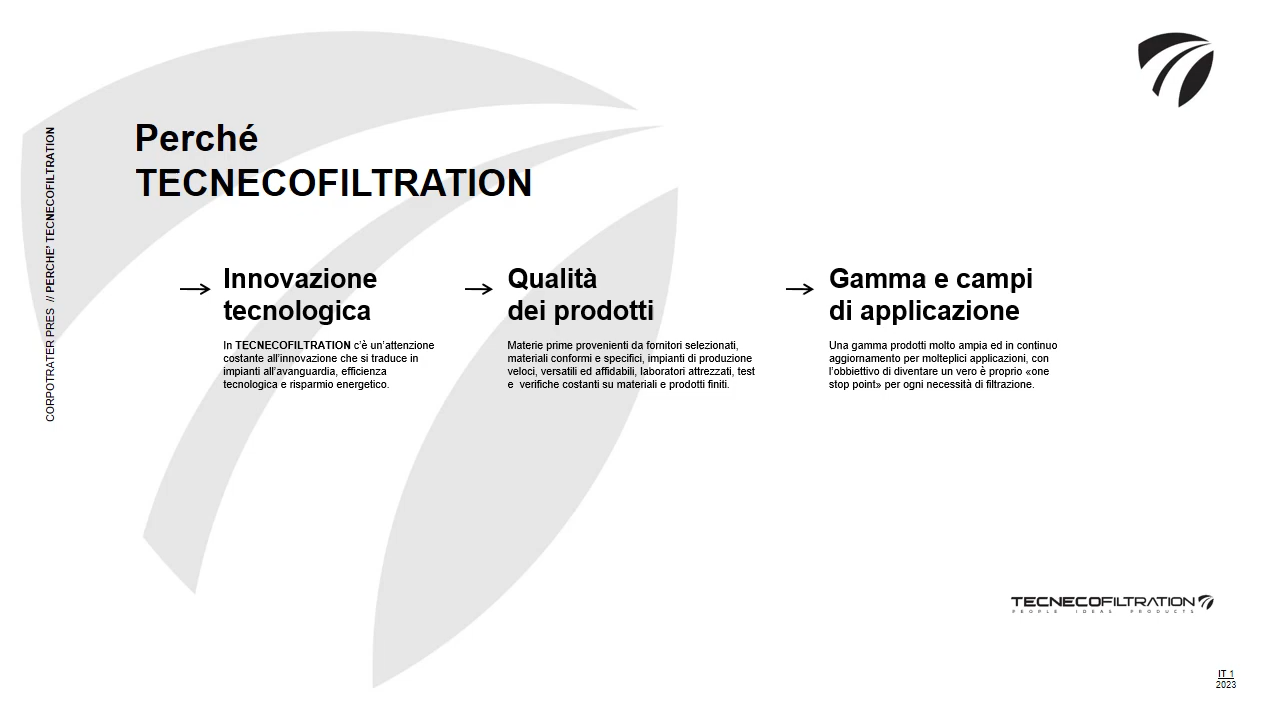 CORPOTRATER PRES // PERCHE' TECNECOFILTRATION
Perché
TECNECOFILTRATION
Innovazione
tecnologica
In TECNECOFILTRATION c'è un'attenzione
costante all'innovazione che si traduce in
impianti all'avanguardia, efficienza
tecnologica e risparmio energetico.
Qualità
dei prodotti
Materie prime provenienti da fornitori selezionati,
materiali conformi e specifici, impianti di produzione
veloci, versatili ed affidabili, laboratori attrezzati, test
e  verifiche costanti su materiali e prodotti finiti.
Gamma e campi
di applicazione
Una gamma prodotti molto ampia ed in continuo
aggiornamento per molteplici applicazioni, con
l'obbiettivo di diventare un vero è proprio «one
stop point» per ogni necessità di filtrazione.
TECNECOFILTRATION
PEOPLE IDEAS PRODUCTS
IT 1
2023